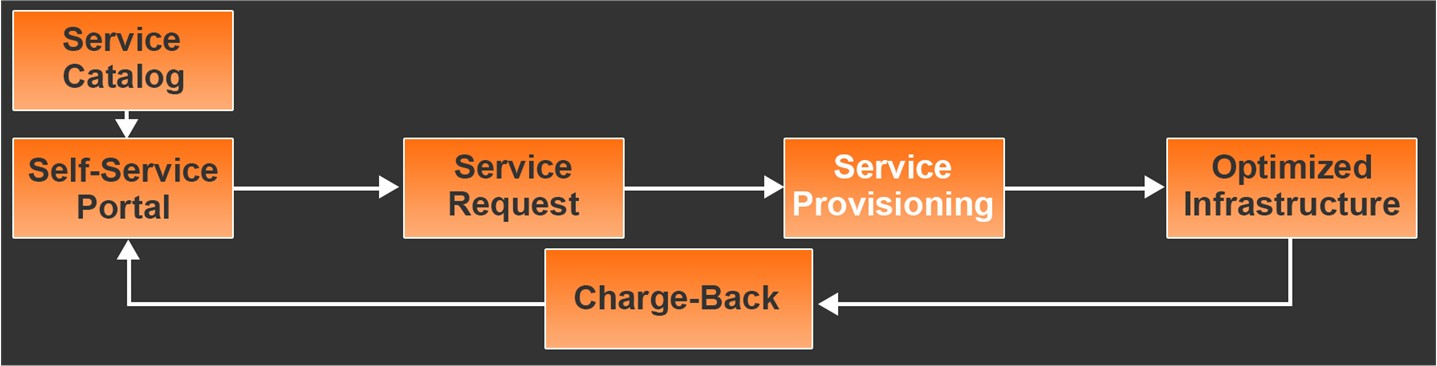 Service
Catalog
Self-Service
Portal
Service
Request
Service
Provisioning
Optimized
Infrastructure
Charge-Back